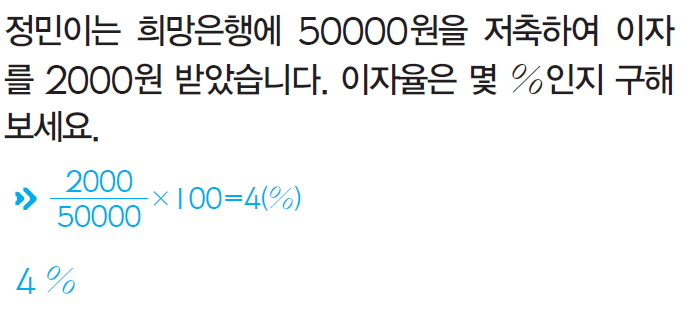 정민이는 희망은행에 50000원을 저축하여 이자
를 2000원 받았습니다. 이자율은 몇 %인지 구해
보세요.
» 2000/50000 ×100=4(%)
4 %